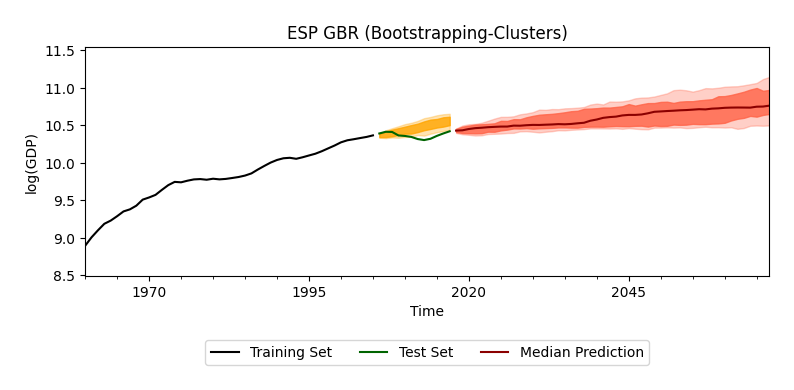 ESP GBR (Bootstrapping-Clusters)
11.5
11.0
10.5
10.0
9.5
9.0
8.5
log(GDP)
1970 1995 2020 2045
Time
Training Set Test Set Median Prediction